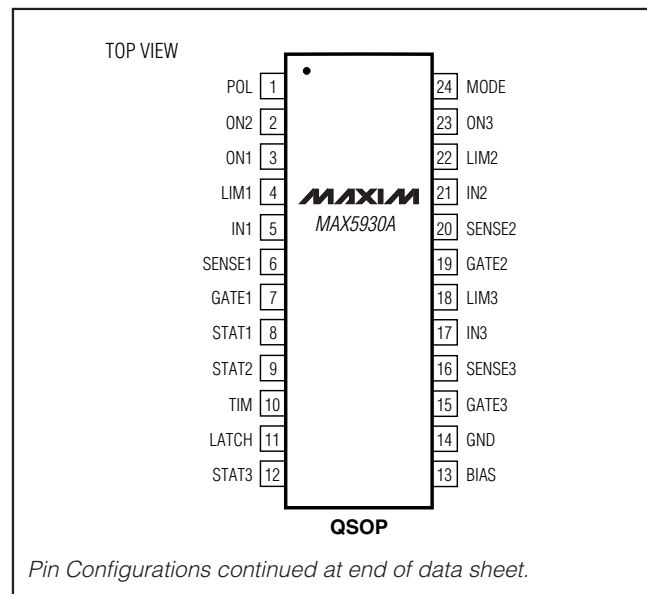 TOP VIEW
POL 1
ON2 2
ON1 3
LIM1 4
IN1 5
SENSE1 6
GATE1 7
STAT1 8
STAT2 9
TIM 10
LATCH 11
STAT3 12
MAXIM
MAX5930A
24 MODE
23 ON3
22 LIM2
21 IN2
20 SENSE2
19 GATE2
18 LIM3
17 IN3
16 SENSE3
15 GATE3
14 GND
13 BIAS
QSOP
Pin Configurations continued at end of data sheet.